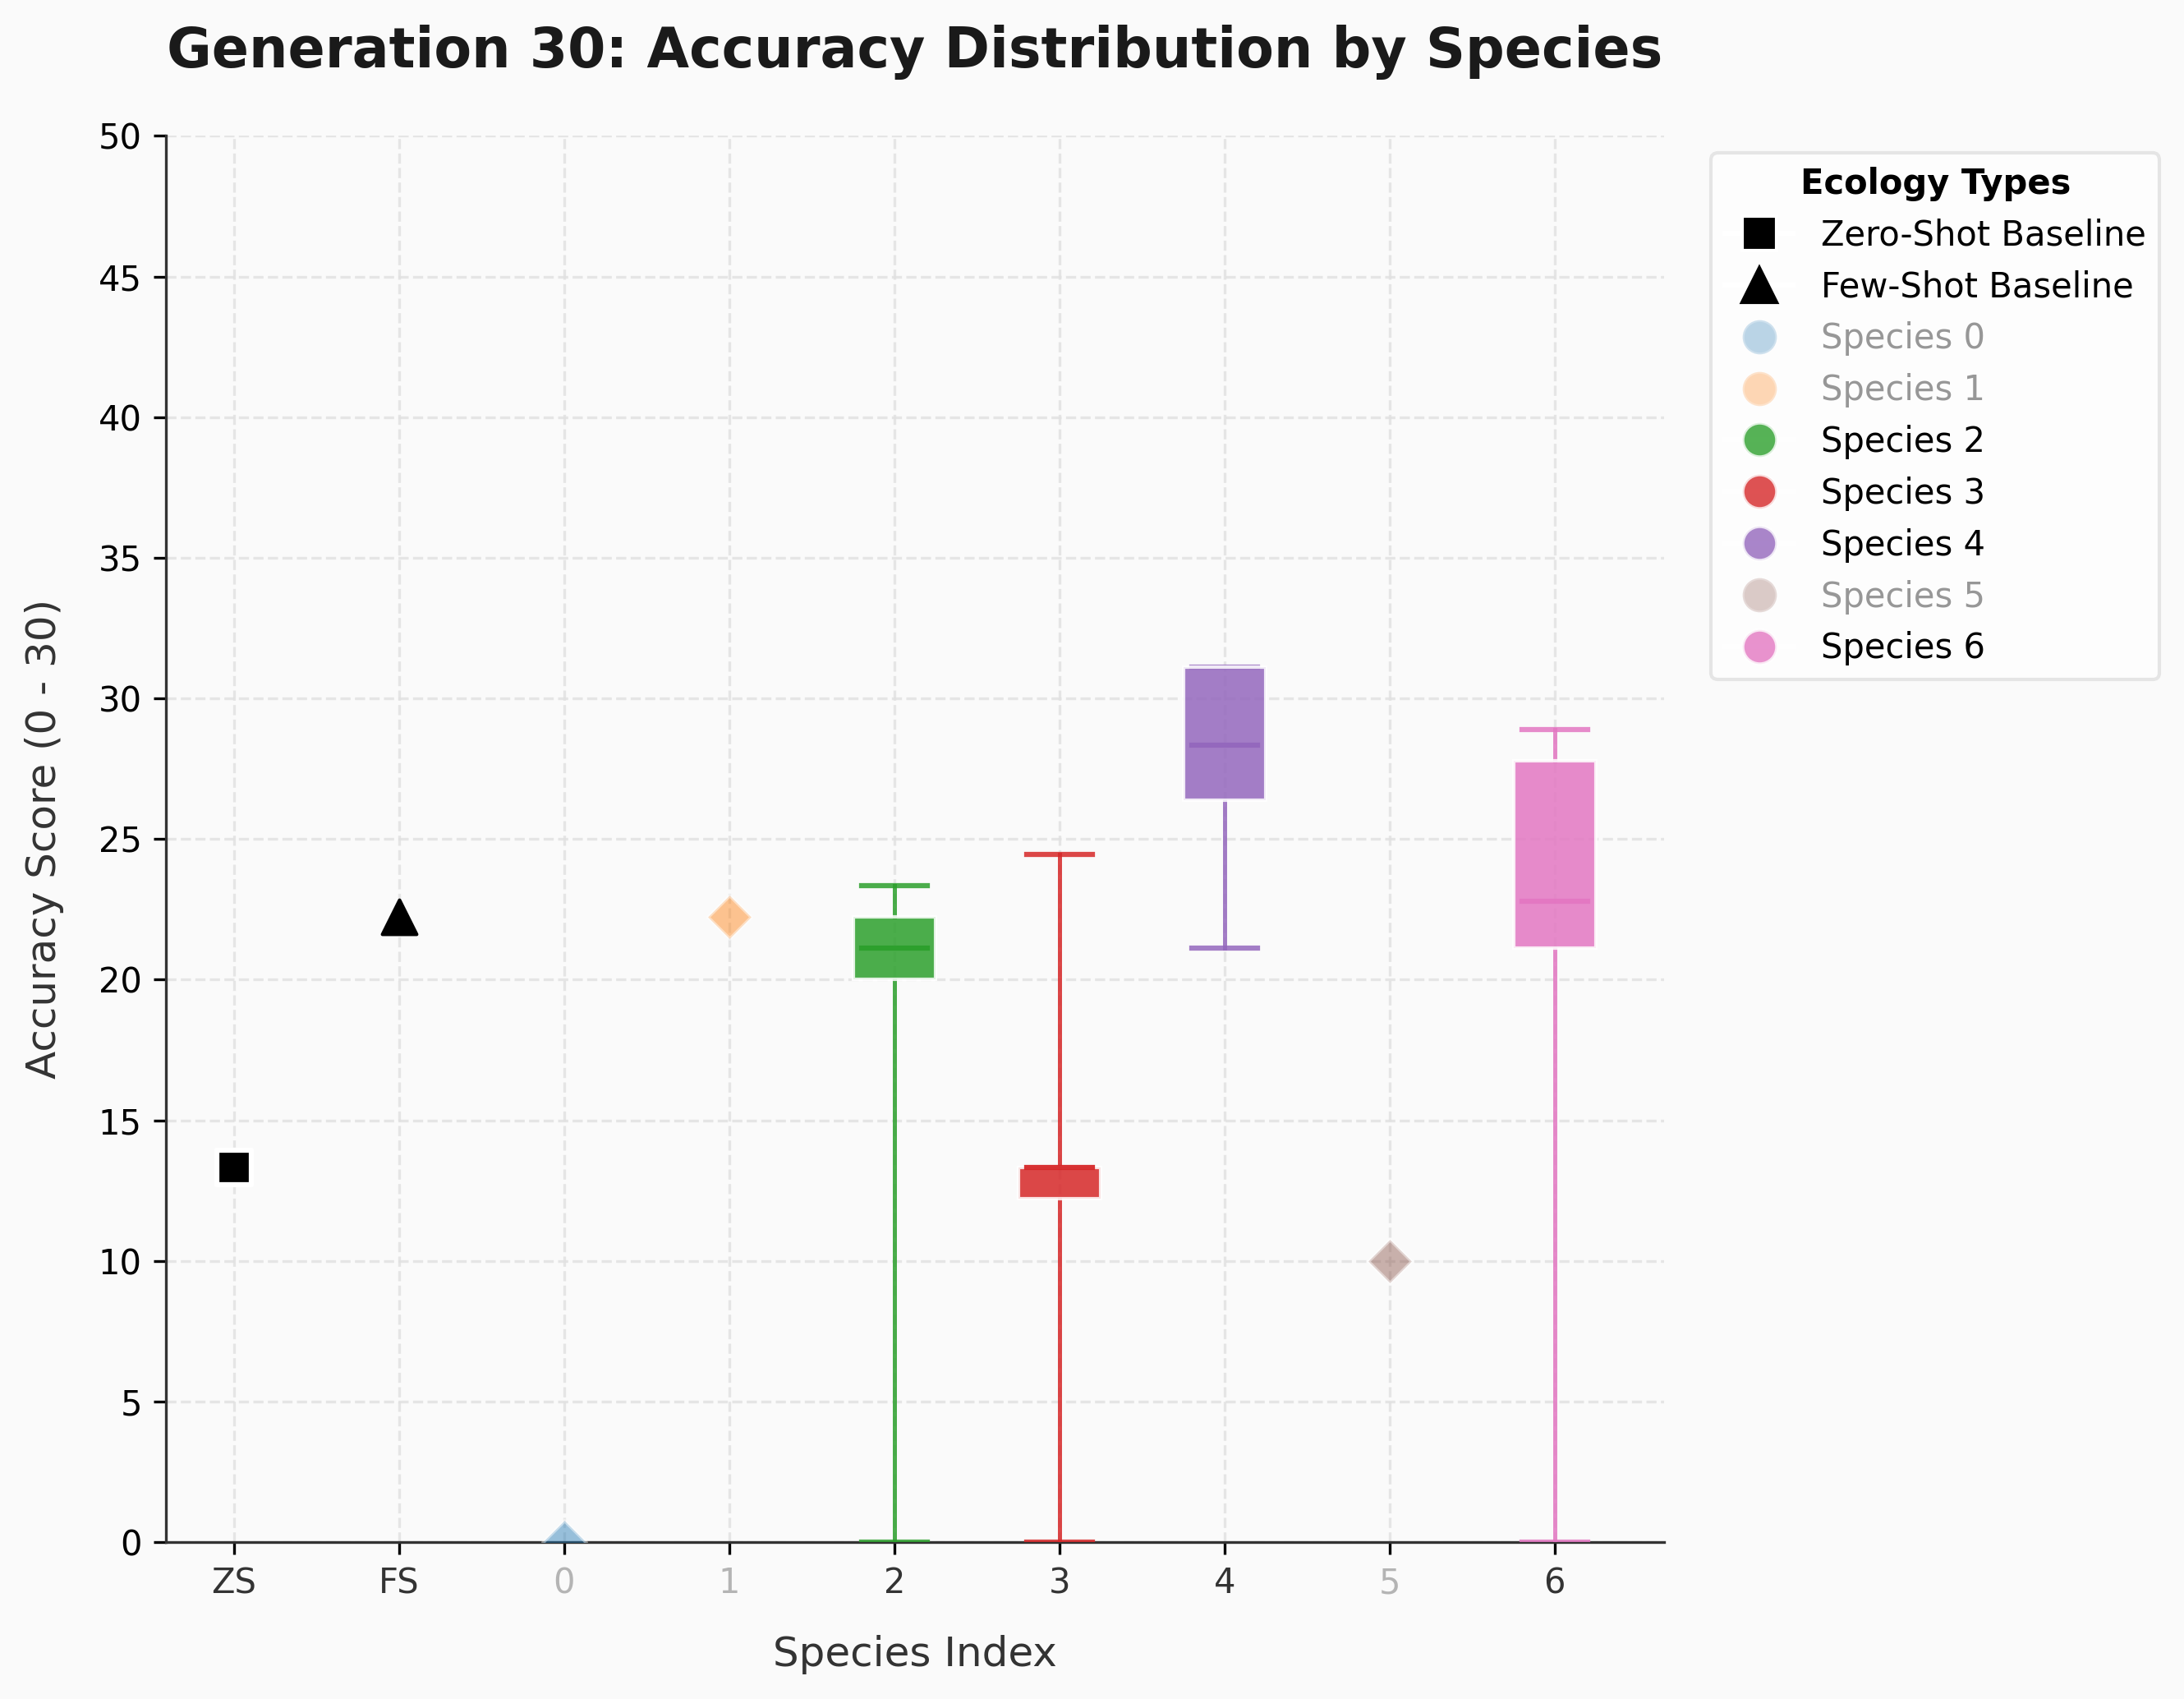 Generation 30: Accuracy Distribution by Species
50
45
40
35
30
25
20
15
10
5
0
Accuracy Score (0 - 30)
ZS
FS
0
1
2
3
4
5
6
Species Index
Ecology Types
Zero-Shot Baseline
Few-Shot Baseline
Species 0
Species 1
Species 2
Species 3
Species 4
Species 5
Species 6